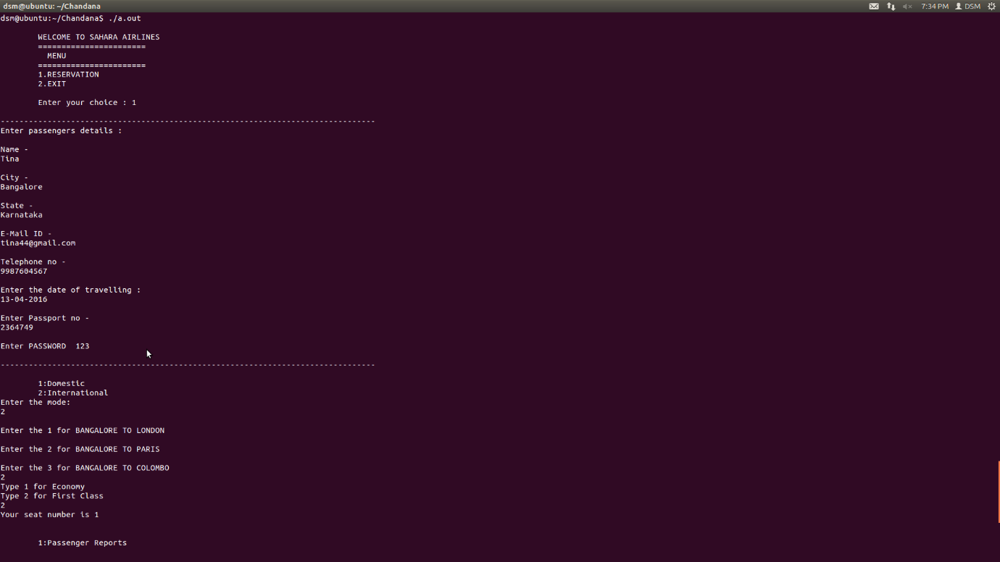 dsm@ubuntu: ~/Chandana
7:34 PM
DSM
dsm@ubuntu:~/Chandana$ ./a.out
WELCOME TO SAHARA AIRLINES
=======================
MENU
=======================
1.RESERVATION
2.EXIT
Enter your choice : 1
--------------------------------------------------------------------------------
Enter passengers details :
Name -
Tina
City -
Bangalore
State -
Karnataka
E-Mail ID -
tina44@gmail.com
Telephone no -
9987604567
Enter the date of travelling :
13-04-2016
Enter Passport no -
2364749
Enter PASSWORD  123
--------------------------------------------------------------------------------
1:Domestic
2:International
Enter the mode:
2
Enter the 1 for BANGALORE TO LONDON
Enter the 2 for BANGALORE TO PARIS
Enter the 3 for BANGALORE TO COLOMBO
2
Type 1 for Economy
Type 2 for First Class
2
Your seat number is 1
1:Passenger Reports